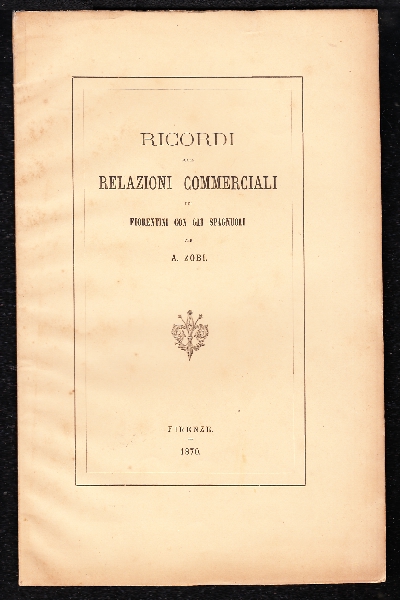 RICORDI
RELAZIONI COMMERCIALI
FIORENTINI CON GLI SPAGNUOLI
A. ZOBI.
FIRENZE.
1870.